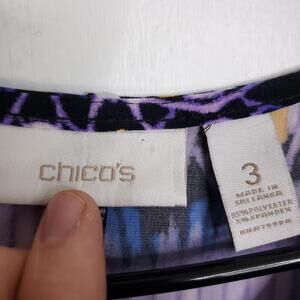 chico's
3
MADE IN
SRI LANKA
95% POLYESTER
5% SPANDEX